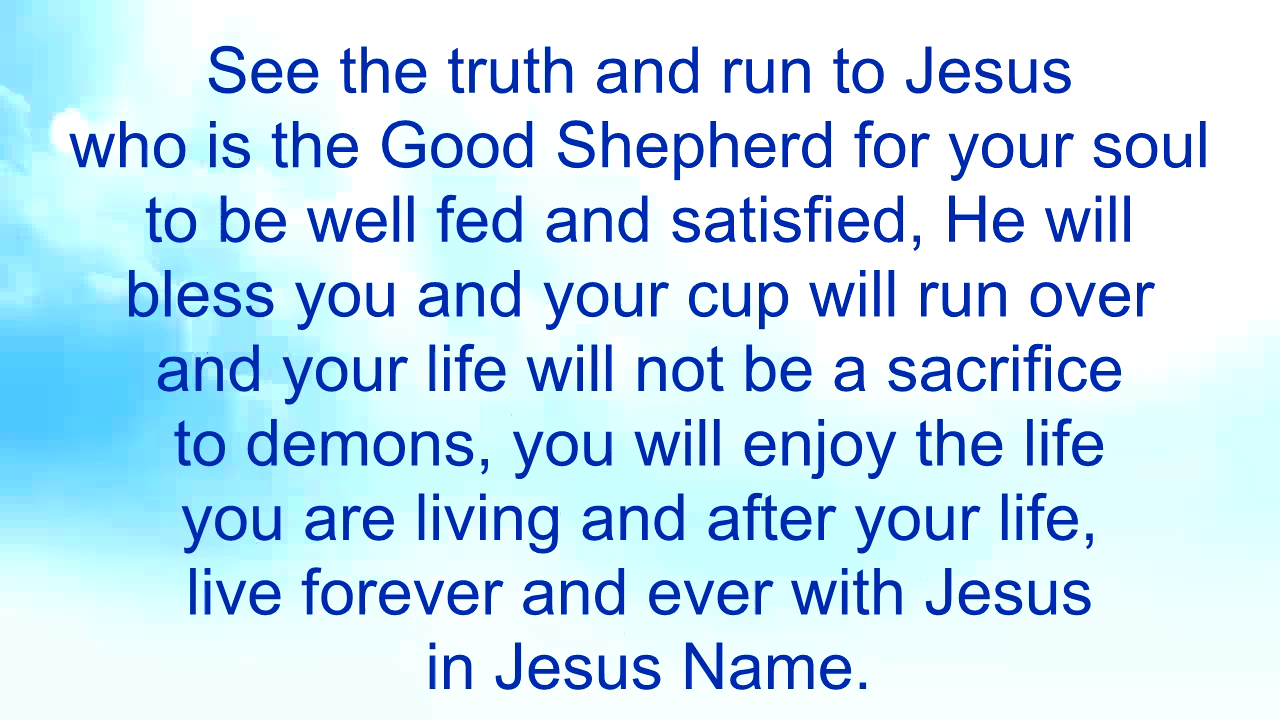 See the truth and run to Jesus
who is the Good Shepherd for your soul
to be well fed and satisfied, He will
bless you and your cup will run over
and your life will not be a sacrifice
to demons, you will enjoy the life
you are living and after your life,
live forever and ever with Jesus
in Jesus Name.